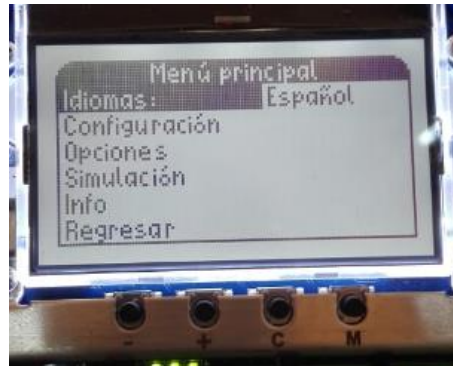 Menú principal
Idiomas: Español
Configuración
Opciones
Simulación
Info
Regresar
- + C M